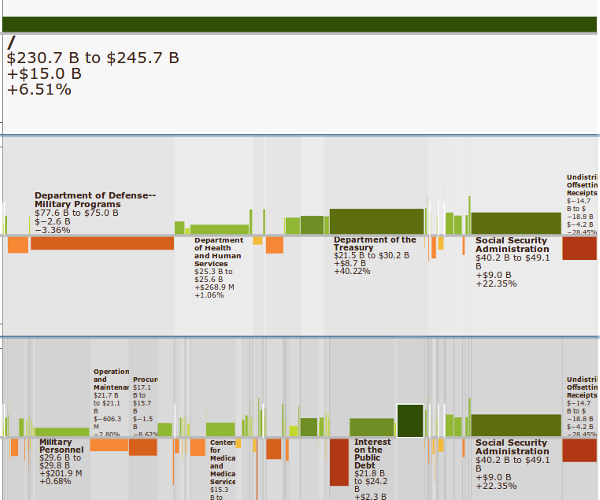 /
$230.7 B to $245.7 B
+$15.0 B
+6.51%
Department of Defense--
Military Programs
$77.6 B to $75.0 B
$−2.6 B
−3.36%
Department
of Health
and Human
Services
$25.3 B to
$25.6 B
+$268.9 M
+1.06%
Department of the
Treasury
$21.5 B to $30.2 B
+$8.7 B
+40.22%
Social Security
Administration
$40.2 B to $49.1
B
+$9.0 B
+22.35%
Undistri
Offsettin
Receipts
$−14.7
B to $
−18.8 B
$−4.2 B
−28.45%
Military
Personnel
$29.6 B to
$29.8 B
+$201.9 M
+0.68%
Operation
and
Maintenan
$21.7 B
to $21.1
B
$−606.3
M
−2.80%
Procur
$17.1
B to
$15.7
B
$−1.5
B
−8.62%
Centers
for
Medica
and
Medica
Service
$15.3
B to
Interest
on the
Public
Debt
$21.8 B
to $24.2
B
+$2.3 B
Social Security
Administration
$40.2 B to $49.1
B
+$9.0 B
+22.35%
Undistri
Offsettin
Receipts
$−14.7
B to $
−18.8 B
$−4.2 B
−28.45%